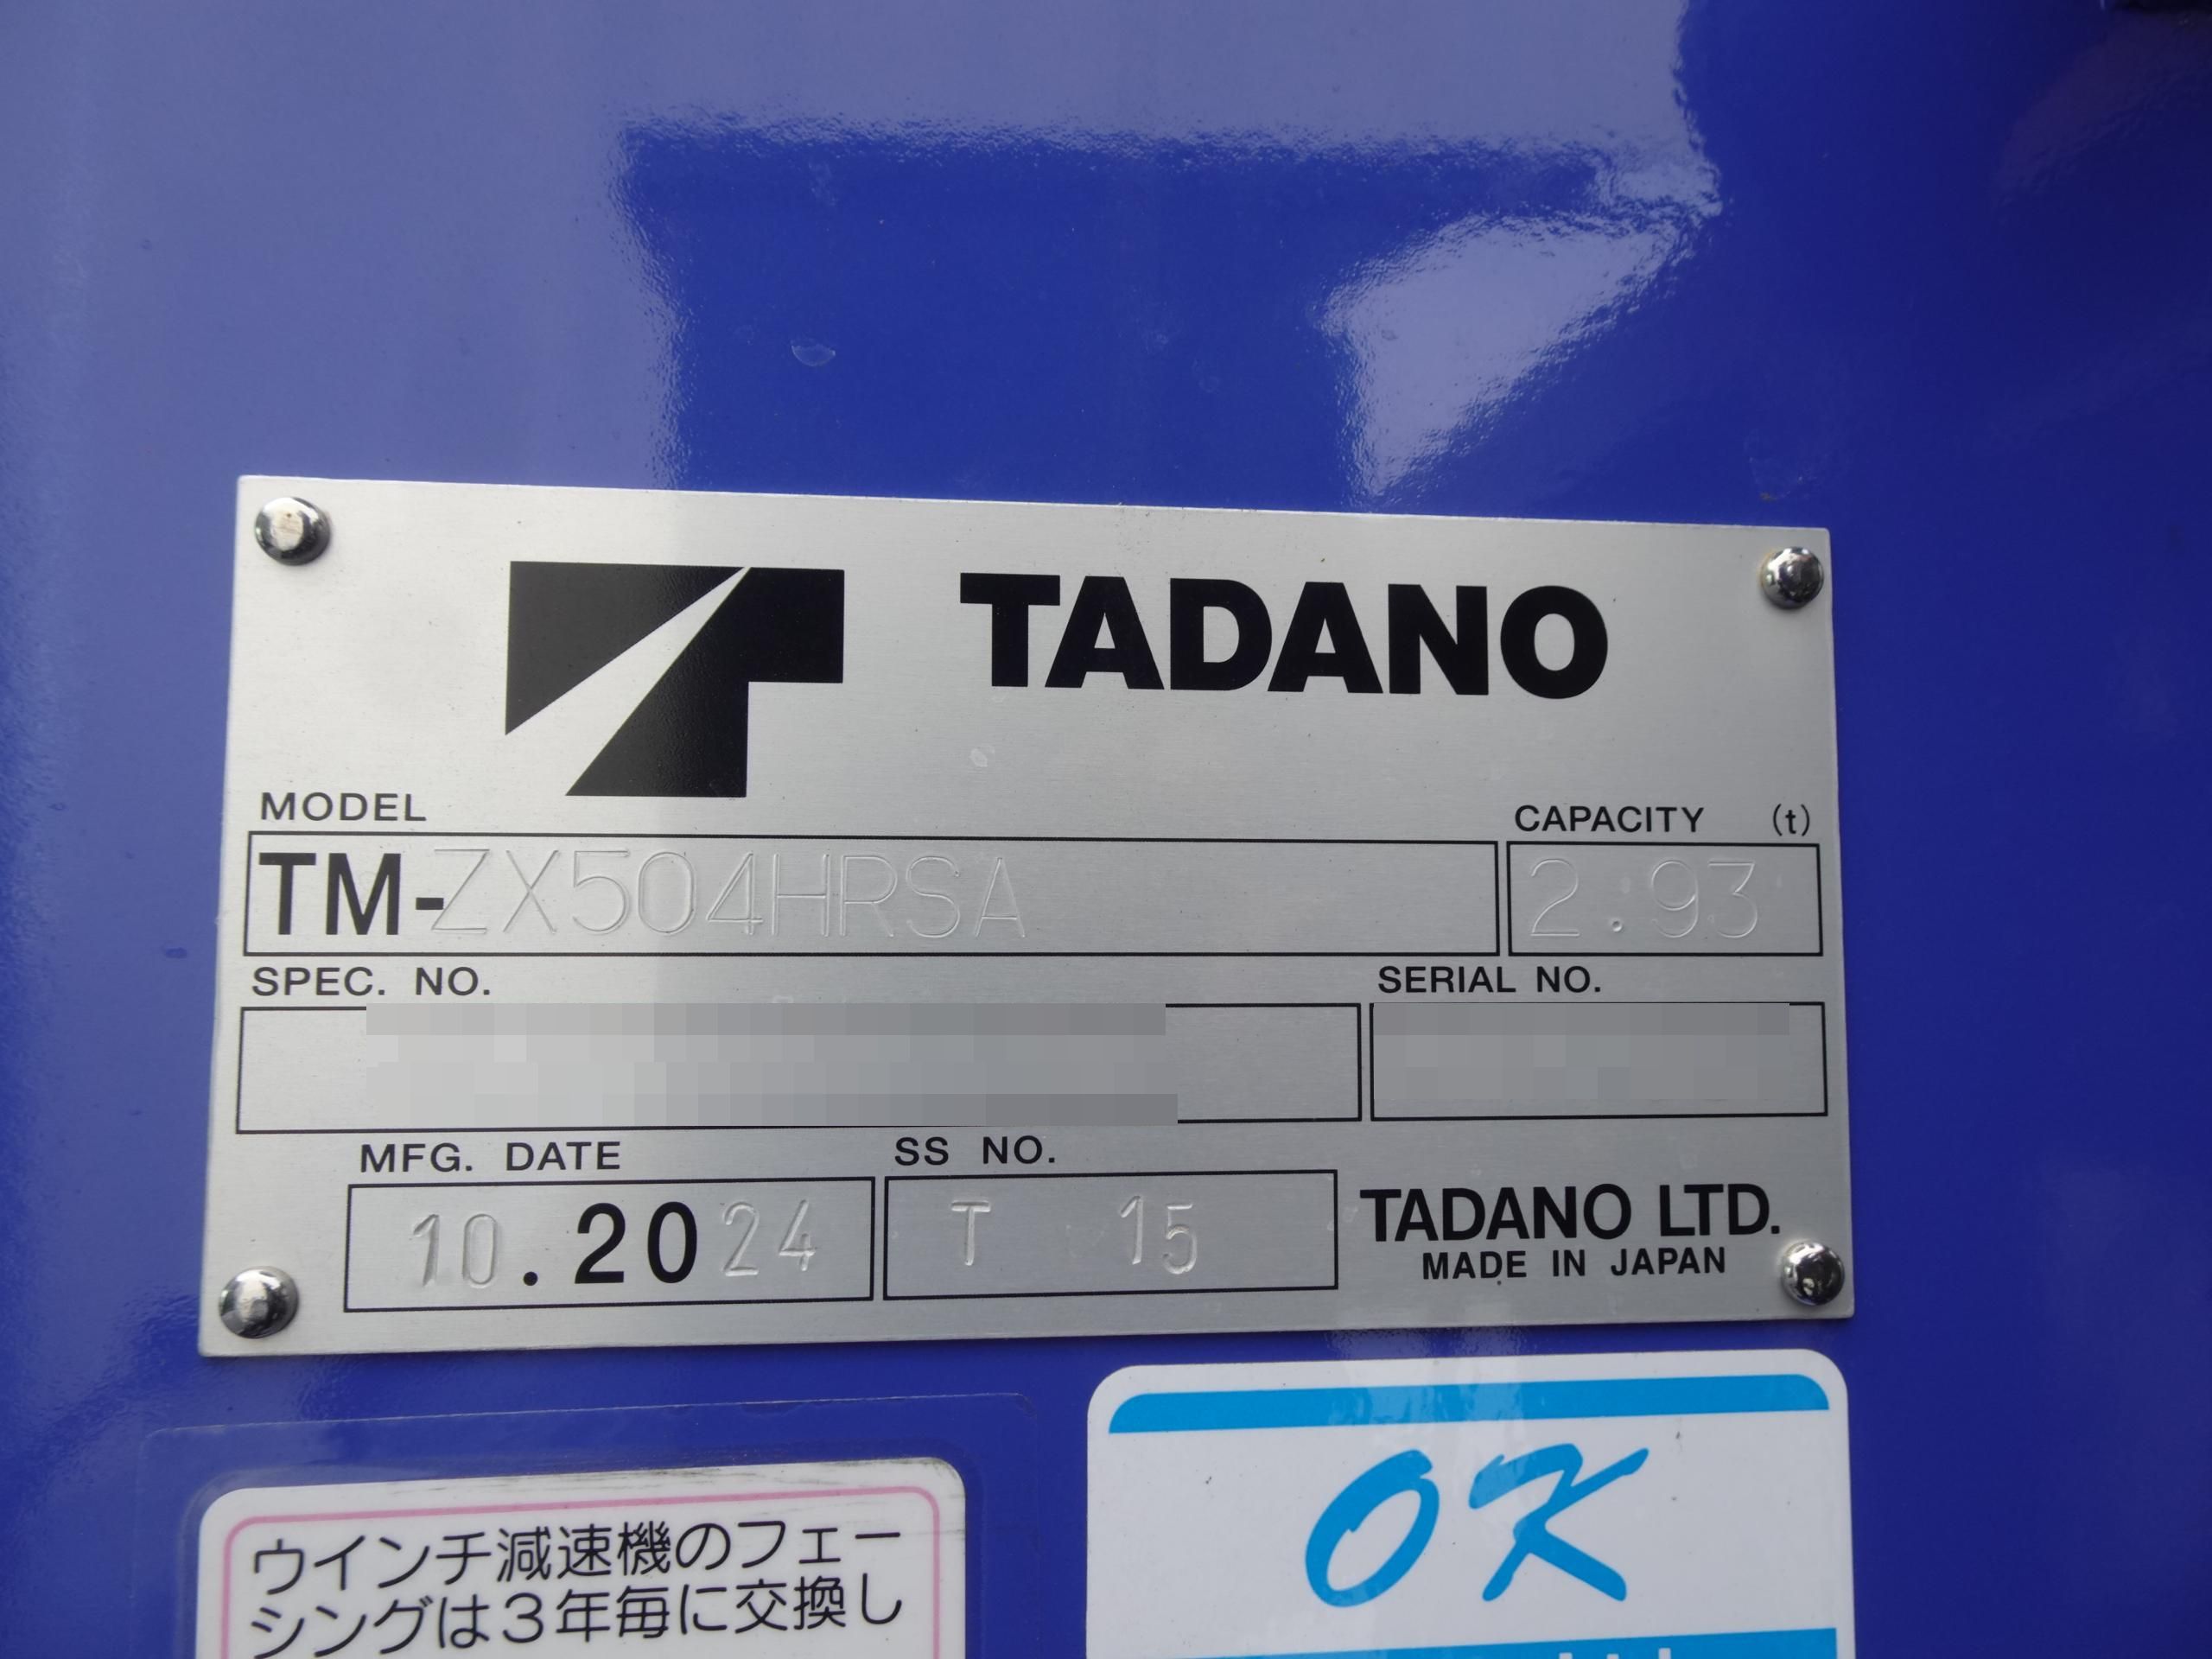 TADANO
MODEL
CAPACITY (t)
TM-ZX504HRSA
2.93
SPEC. NO.
SERIAL NO.
MFG. DATE
SS NO.
10.2024
T 15
TADANO LTD.
MADE IN JAPAN
OK
ウインチ減速機のフェー
シングは3年毎に交換し